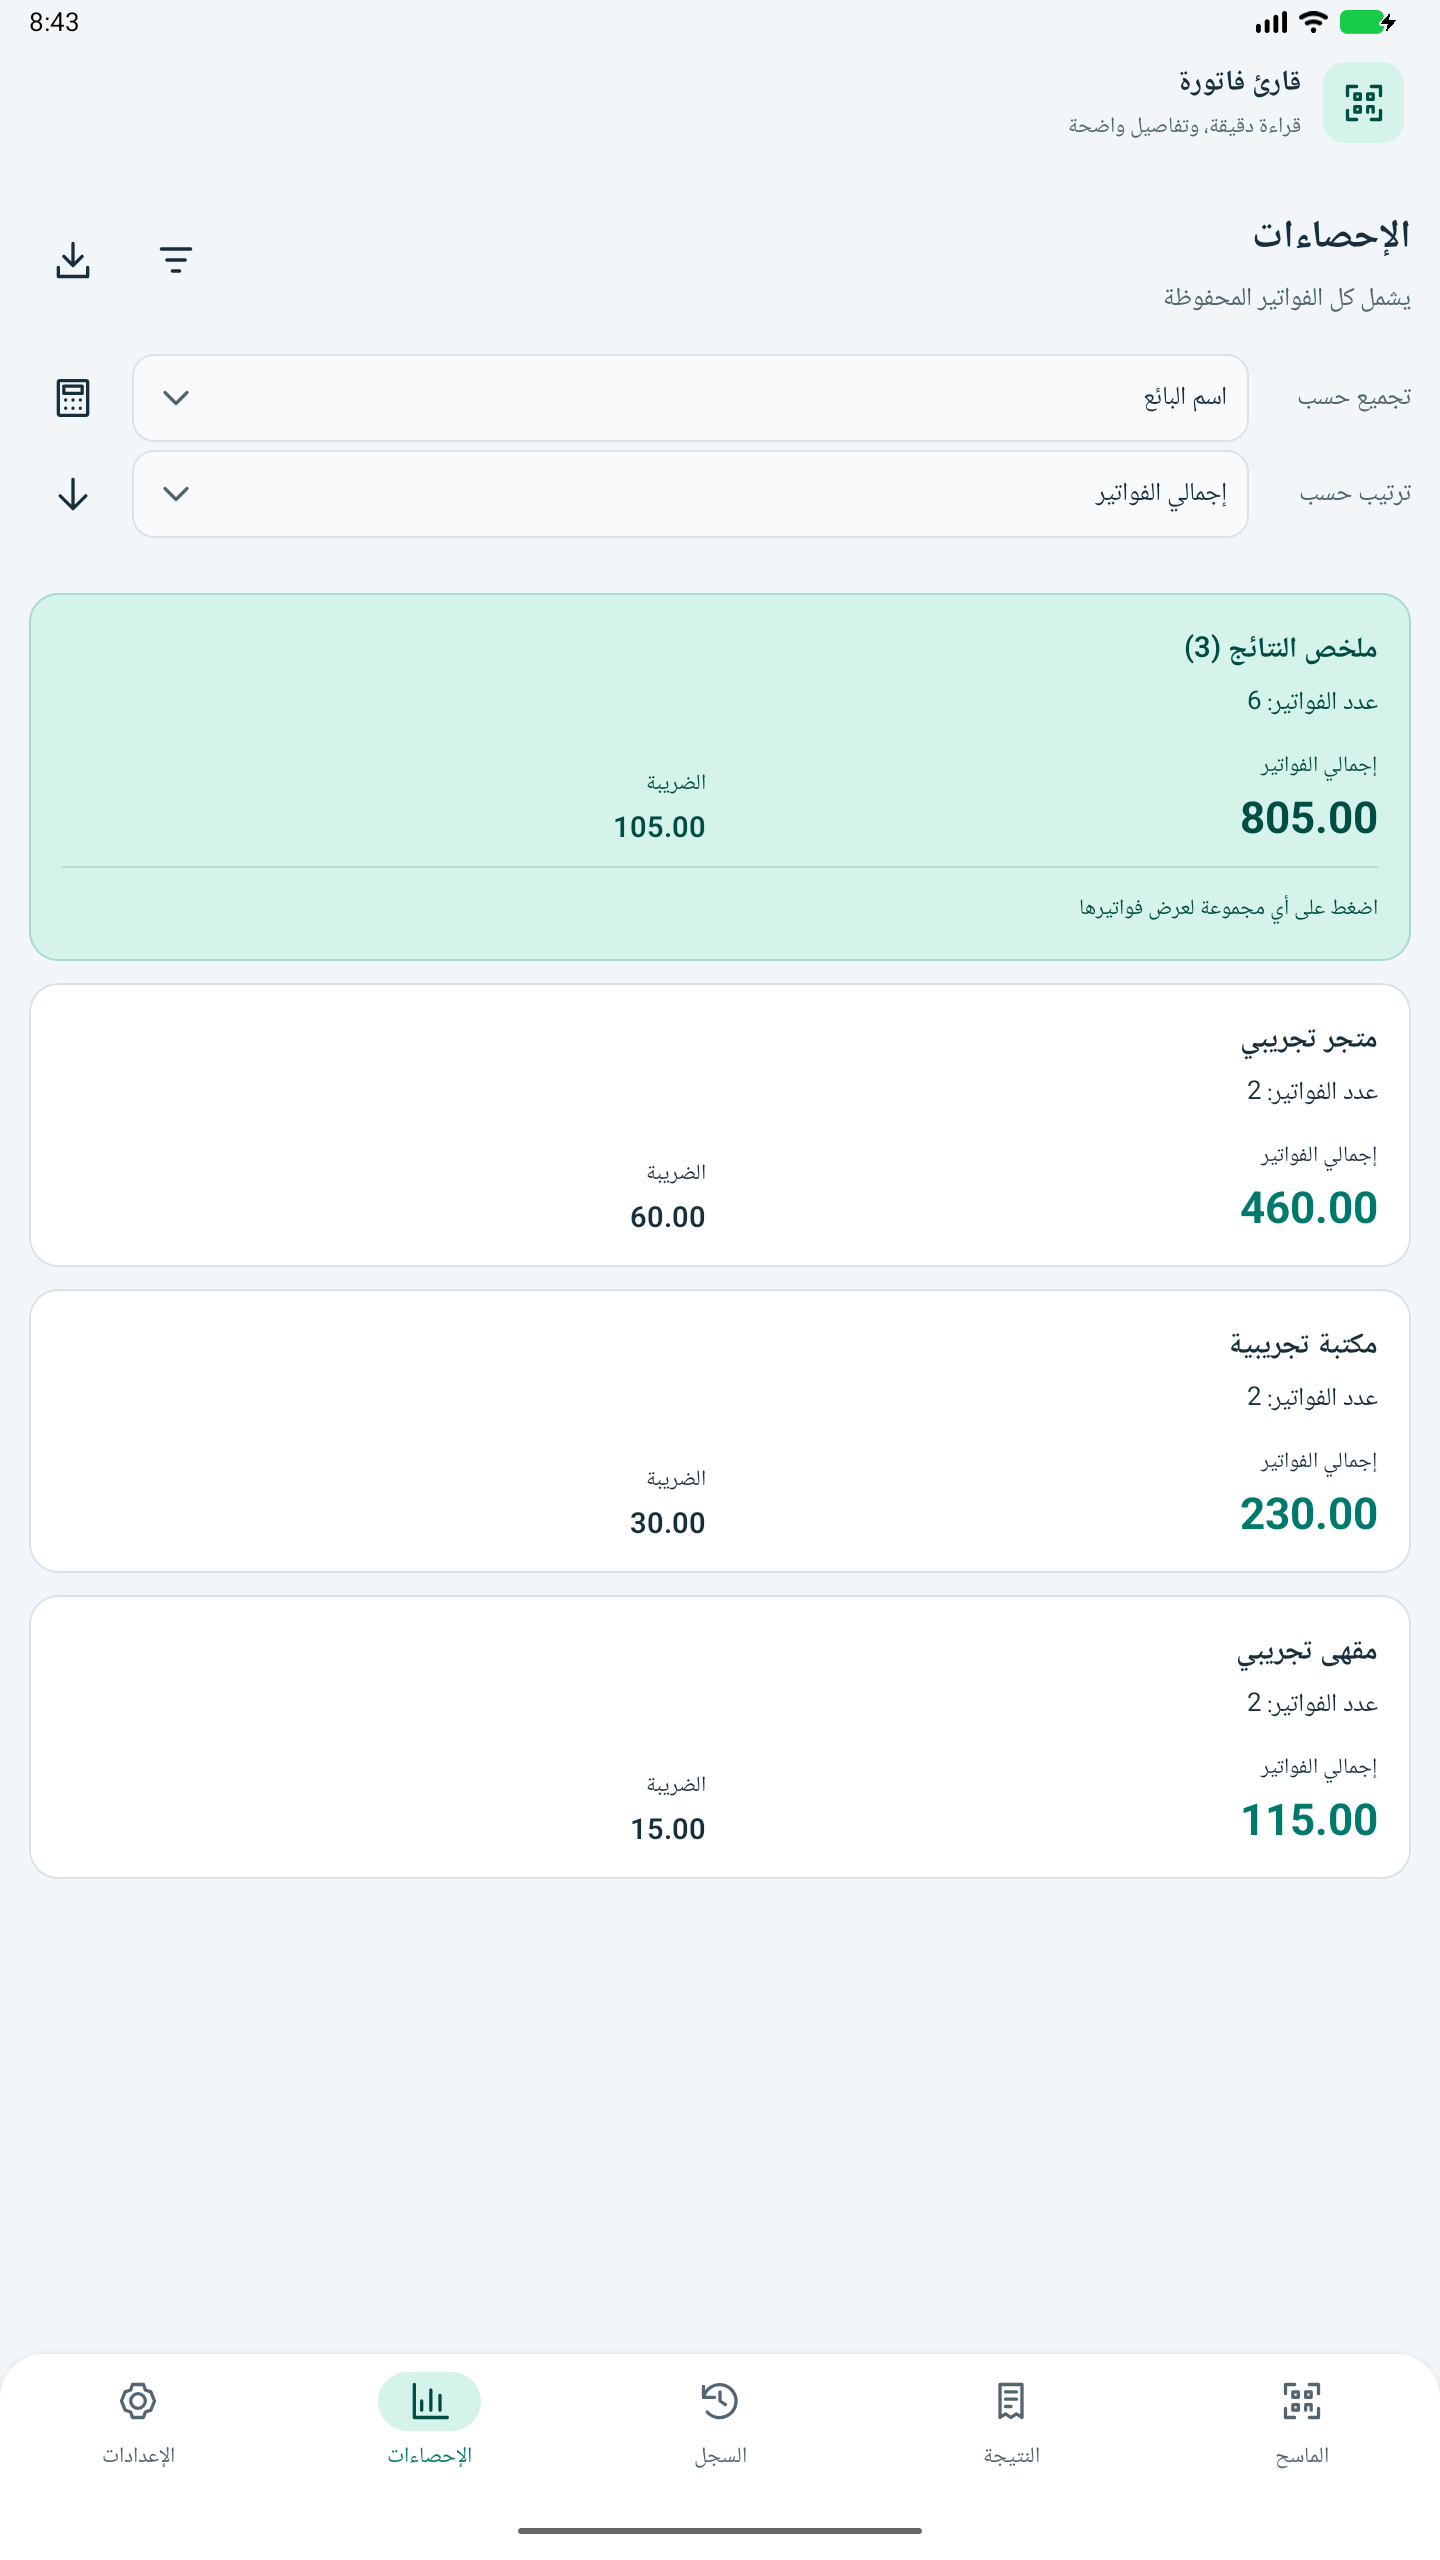 8:43
قارئ فاتورة
قراءة دقيقة، وتفاصيل واضحة
الإحصاءات
يشمل كل الفواتير المحفوظة
تجميع حسب
اسم البائع
ترتيب حسب
إجمالي الفواتير
ملخص النتائج (3)
عدد الفواتير: 6
إجمالي الفواتير
الضريبة
805.00
105.00
اضغط على أي مجموعة لعرض فواتيرها
متجر تجريبي
عدد الفواتير: 2
إجمالي الفواتير
الضريبة
460.00
60.00
مكتبة تجريبية
عدد الفواتير: 2
إجمالي الفواتير
الضريبة
230.00
30.00
مقهى تجريبي
عدد الفواتير: 2
إجمالي الفواتير
الضريبة
115.00
15.00
الماسح
النتيجة
السجل
الإحصاءات
الإعدادات